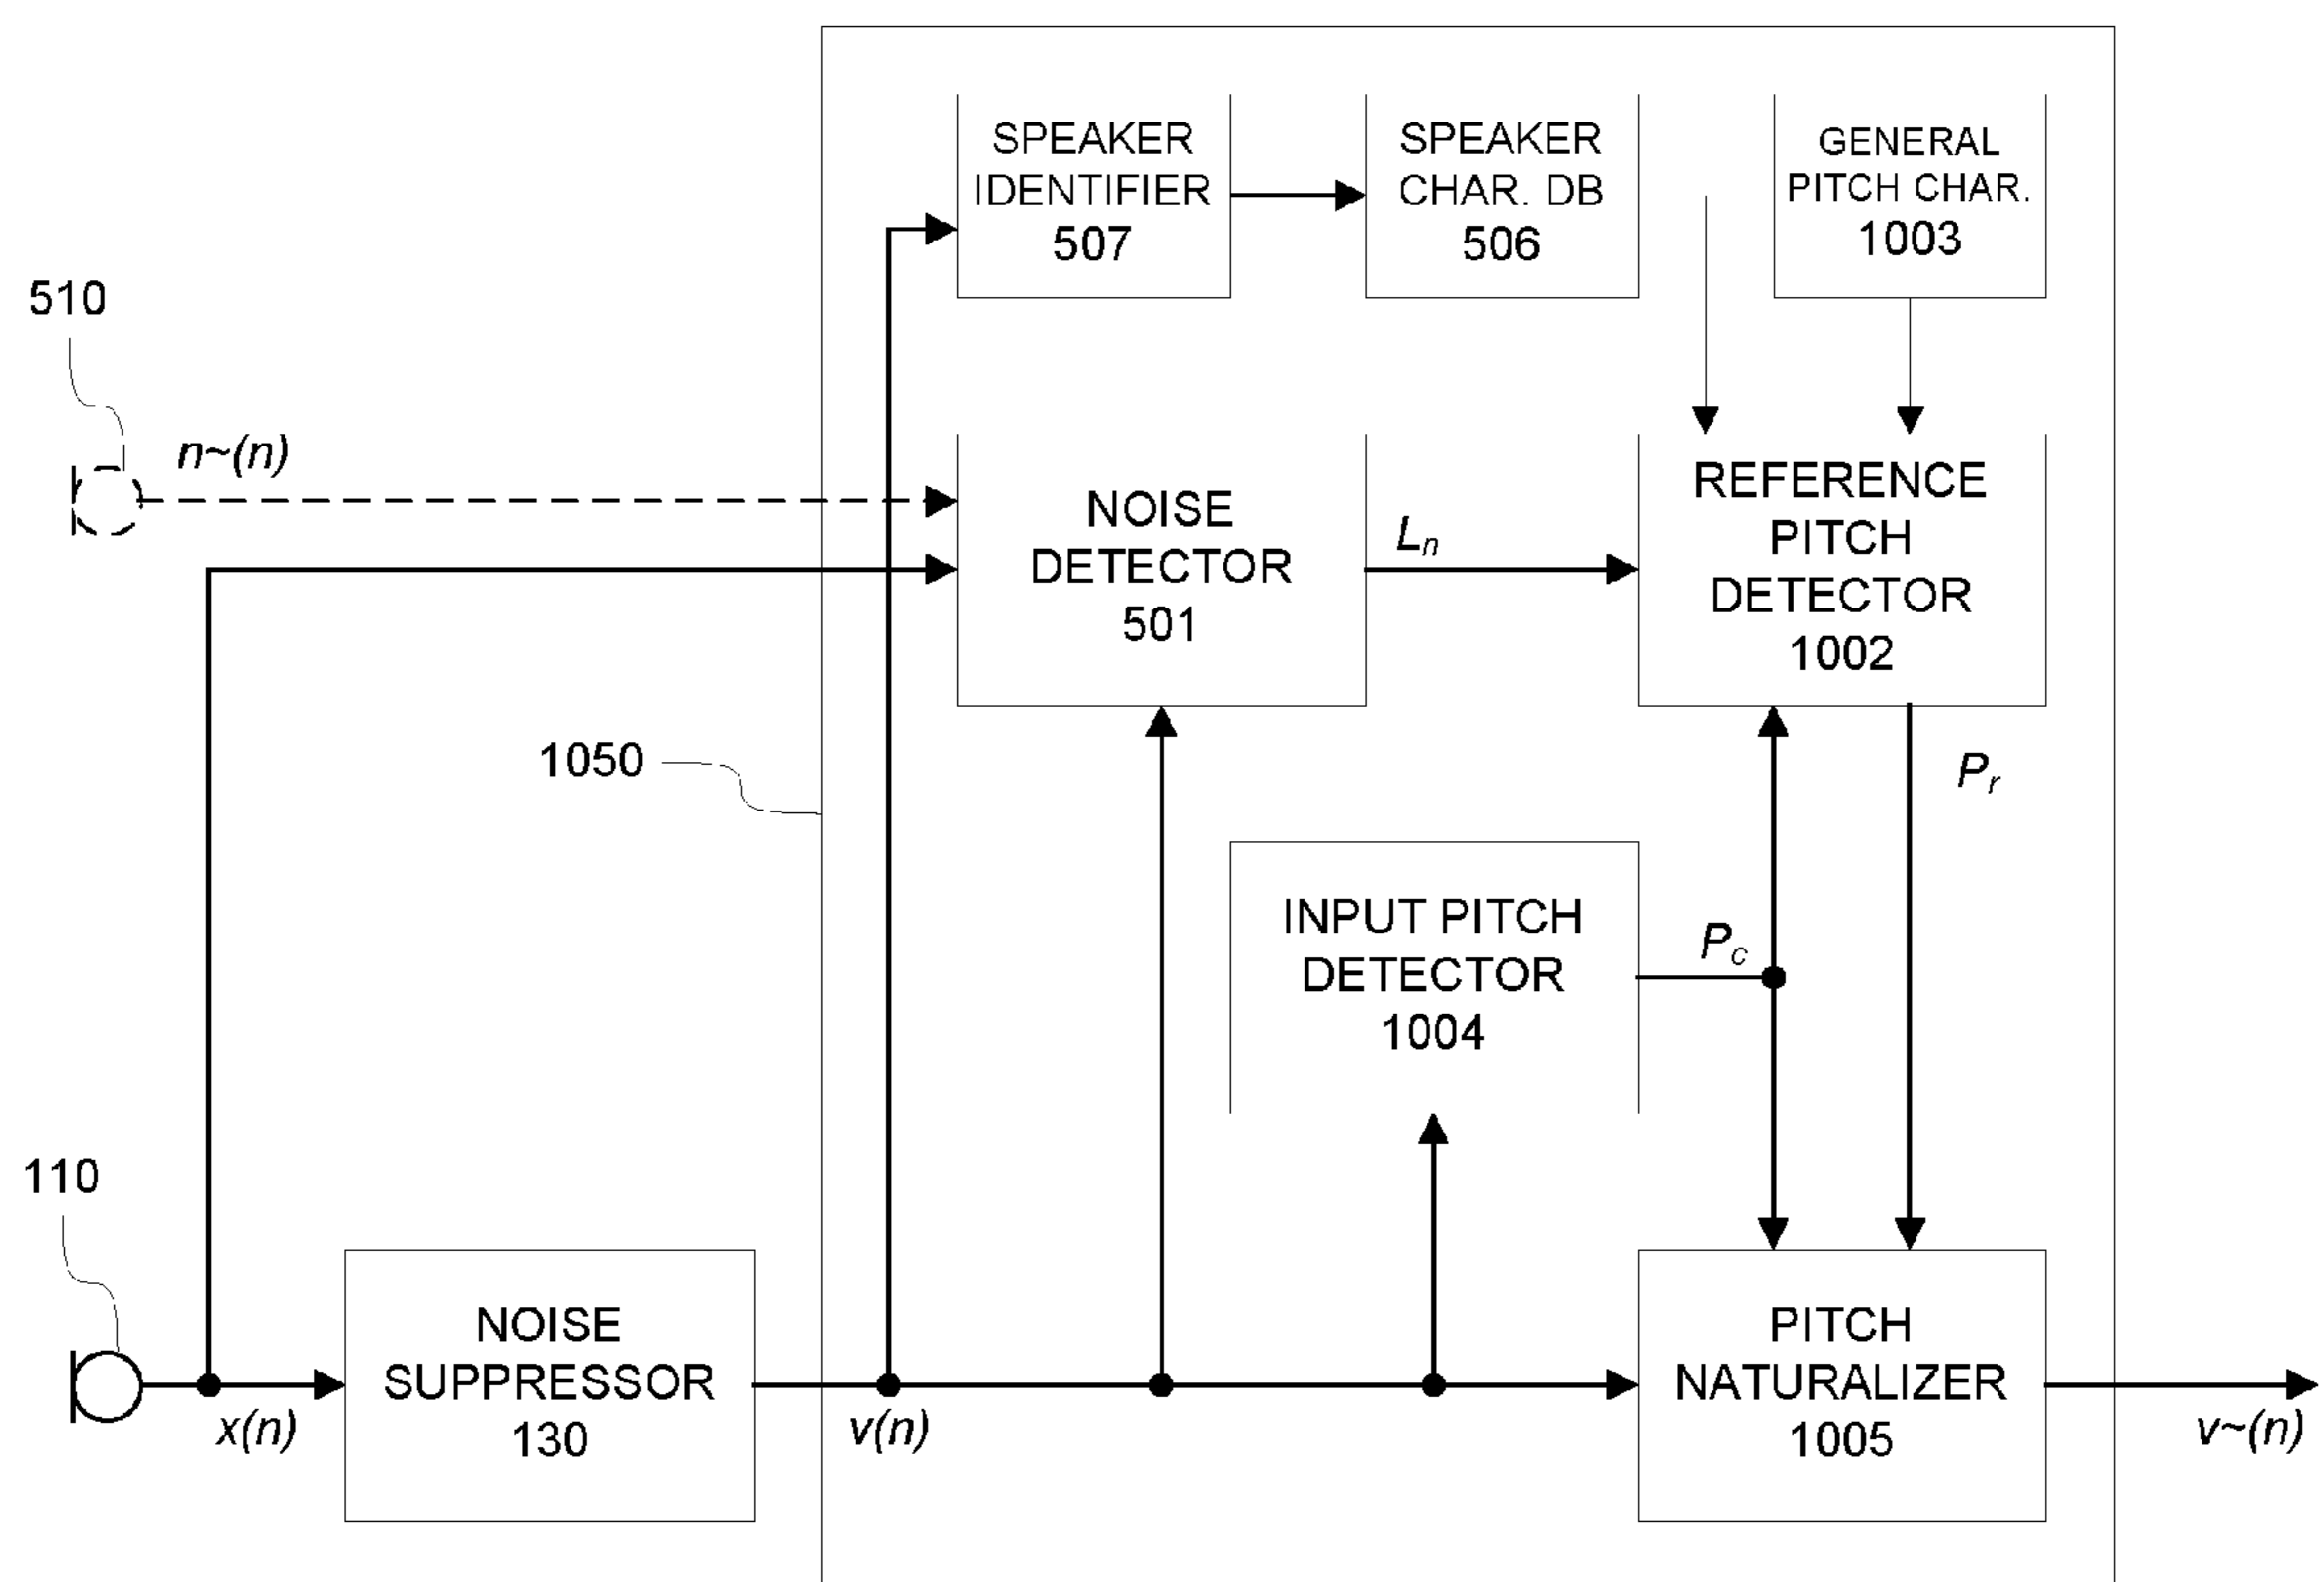 SPEAKER
IDENTIFIER
507
SPEAKER
CHAR. DB
506
GENERAL
PITCH CHAR.
1003
510
n~(n)
NOISE
DETECTOR
501
Ln
REFERENCE
PITCH
DETECTOR
1002
1050
Pr
INPUT PITCH
DETECTOR
1004
Pc
110
x(n)
NOISE
SUPPRESSOR
130
v(n)
PITCH
NATURALIZER
1005
v~(n)